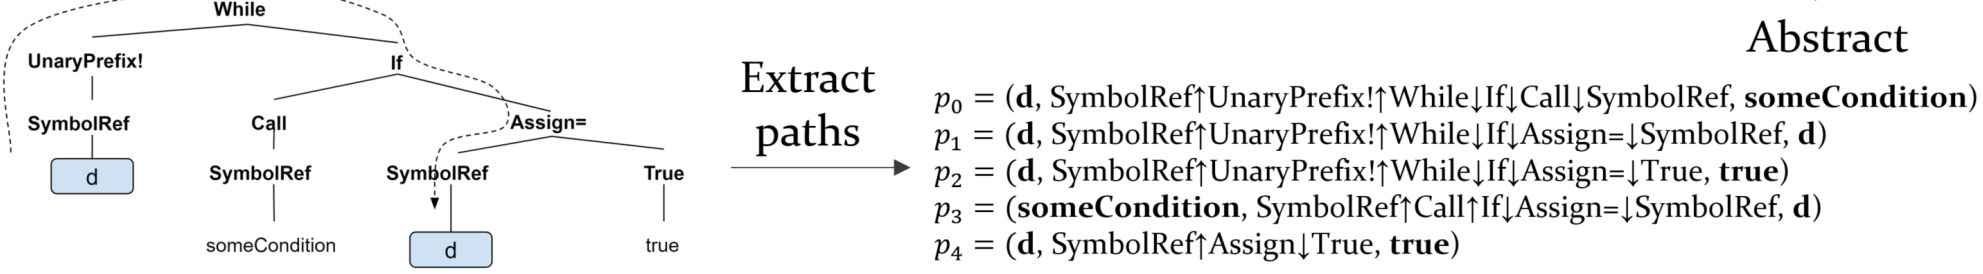 While
UnaryPrefix!
If
SymbolRef
Call
Assign=
d
SymbolRef
SymbolRef
True
someCondition
d
true
Extract
paths
Abstract
p₀ = (d, SymbolRef↑UnaryPrefix!↑While↓If↓Call↓SymbolRef, someCondition)
p₁ = (d, SymbolRef↑UnaryPrefix!↑While↓If↓Assign=↓SymbolRef, d)
p₂ = (d, SymbolRef↑UnaryPrefix!↑While↓If↓Assign=↓True, true)
p₃ = (someCondition, SymbolRef↑Call↑If↓Assign=↓SymbolRef, d)
p₄ = (d, SymbolRef↑Assign↓True, true)